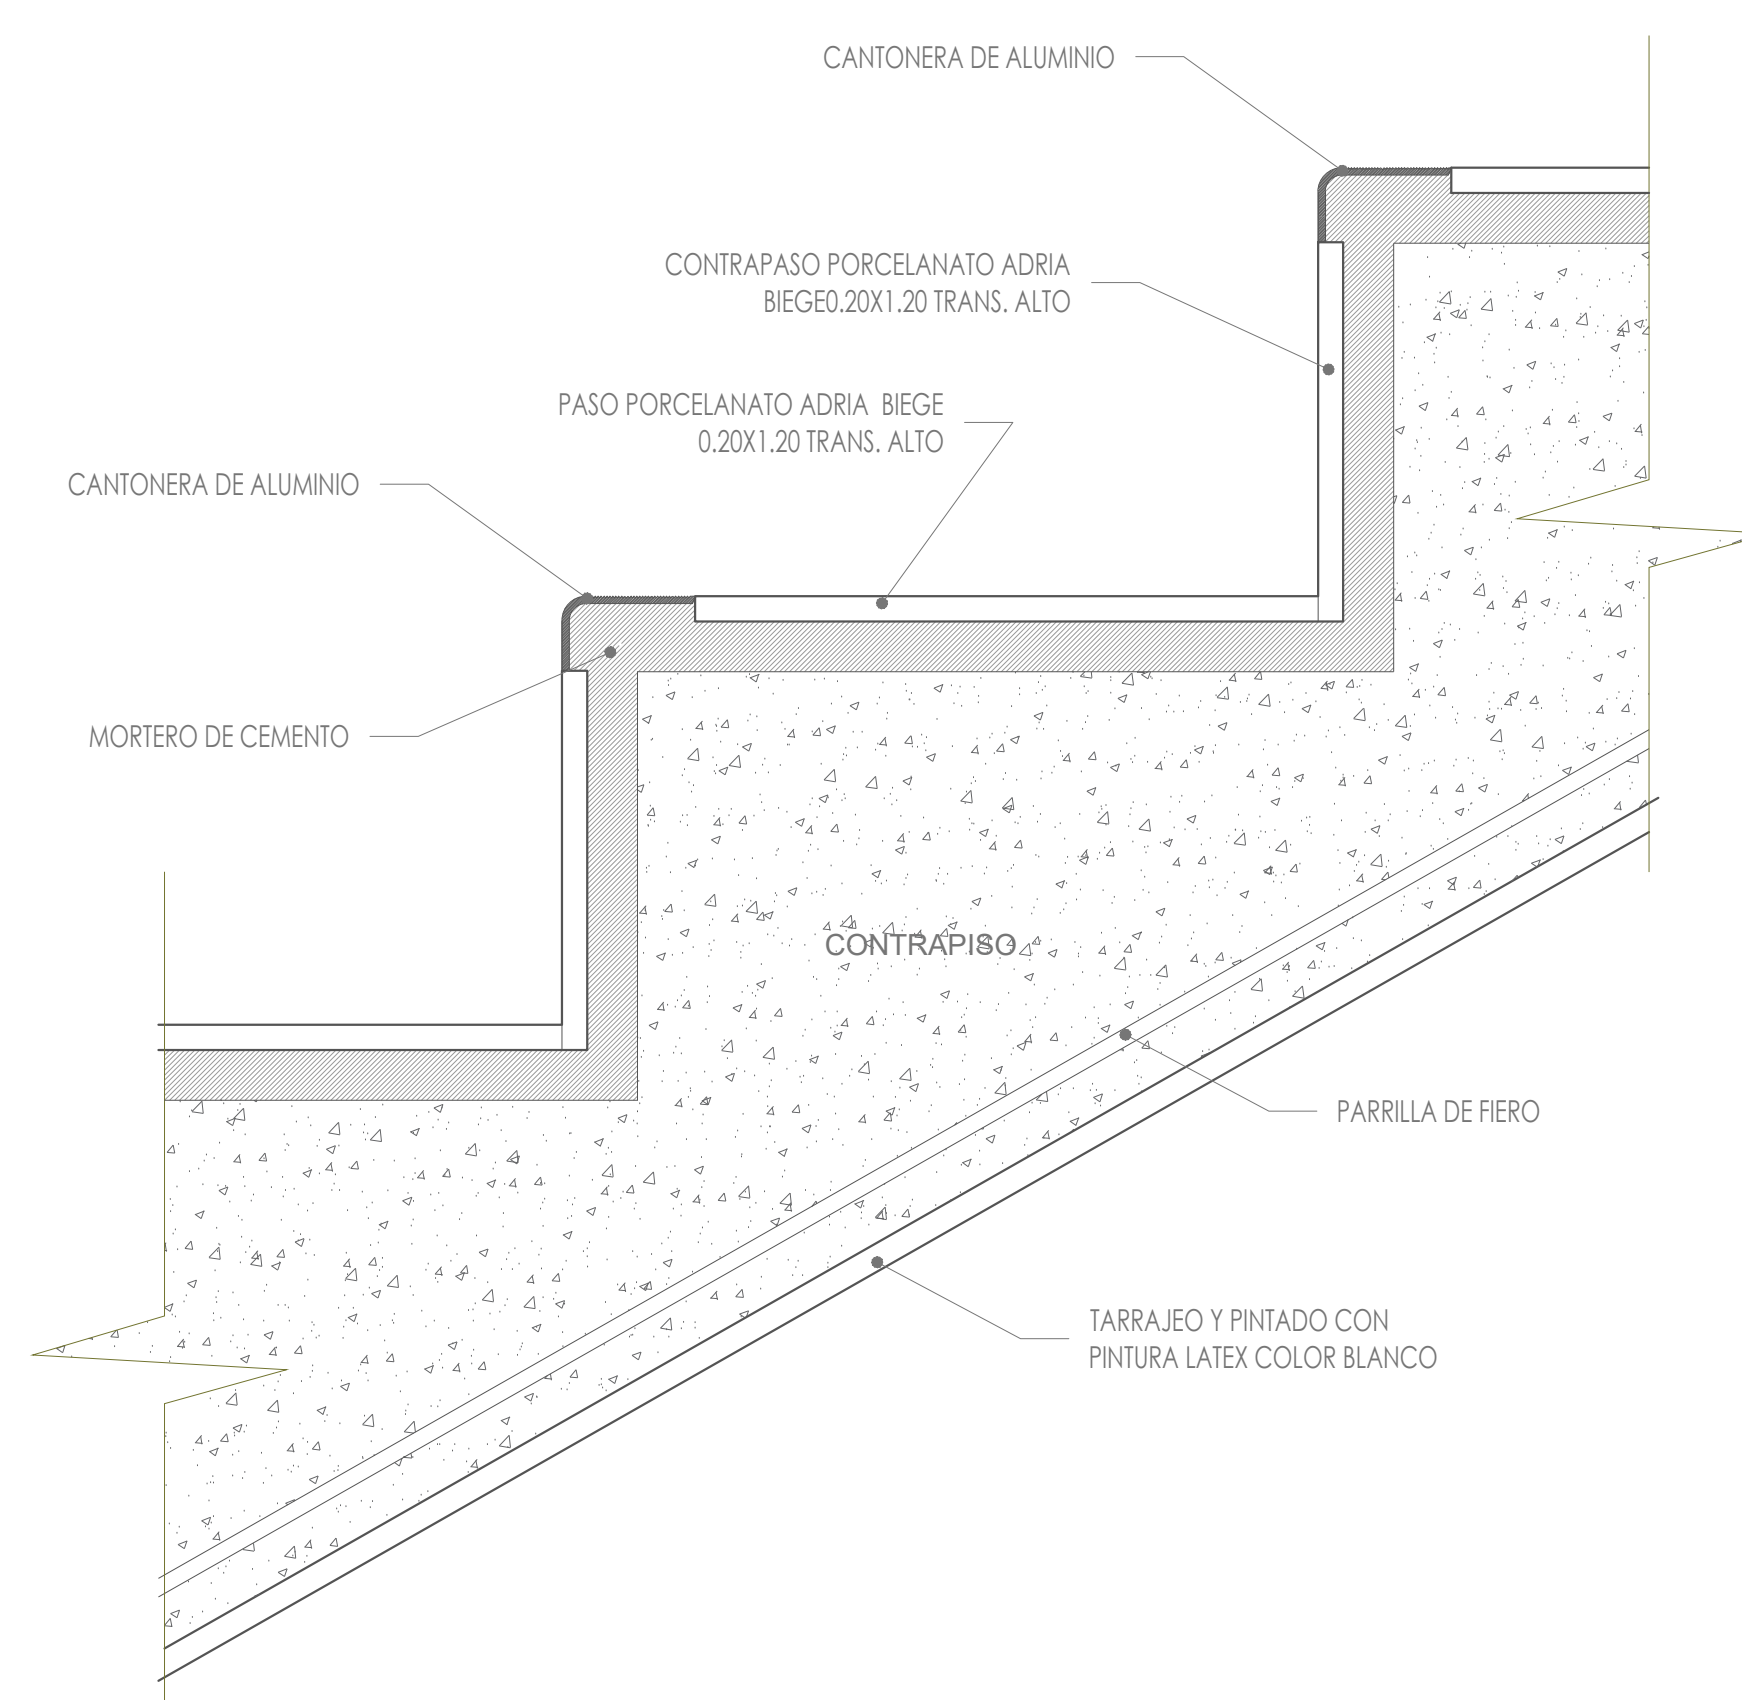 CANTONERA DE ALUMINIO
CONTRAPASO PORCELANATO ADRIA
BIEGE0.20X1.20 TRANS. ALTO
PASO PORCELANATO ADRIA BIEGE
0.20X1.20 TRANS. ALTO
CANTONERA DE ALUMINIO
MORTERO DE CEMENTO
CONTRAPISO
PARRILLA DE FIERO
TARRAJEO Y PINTADO CON
PINTURA LATEX COLOR BLANCO